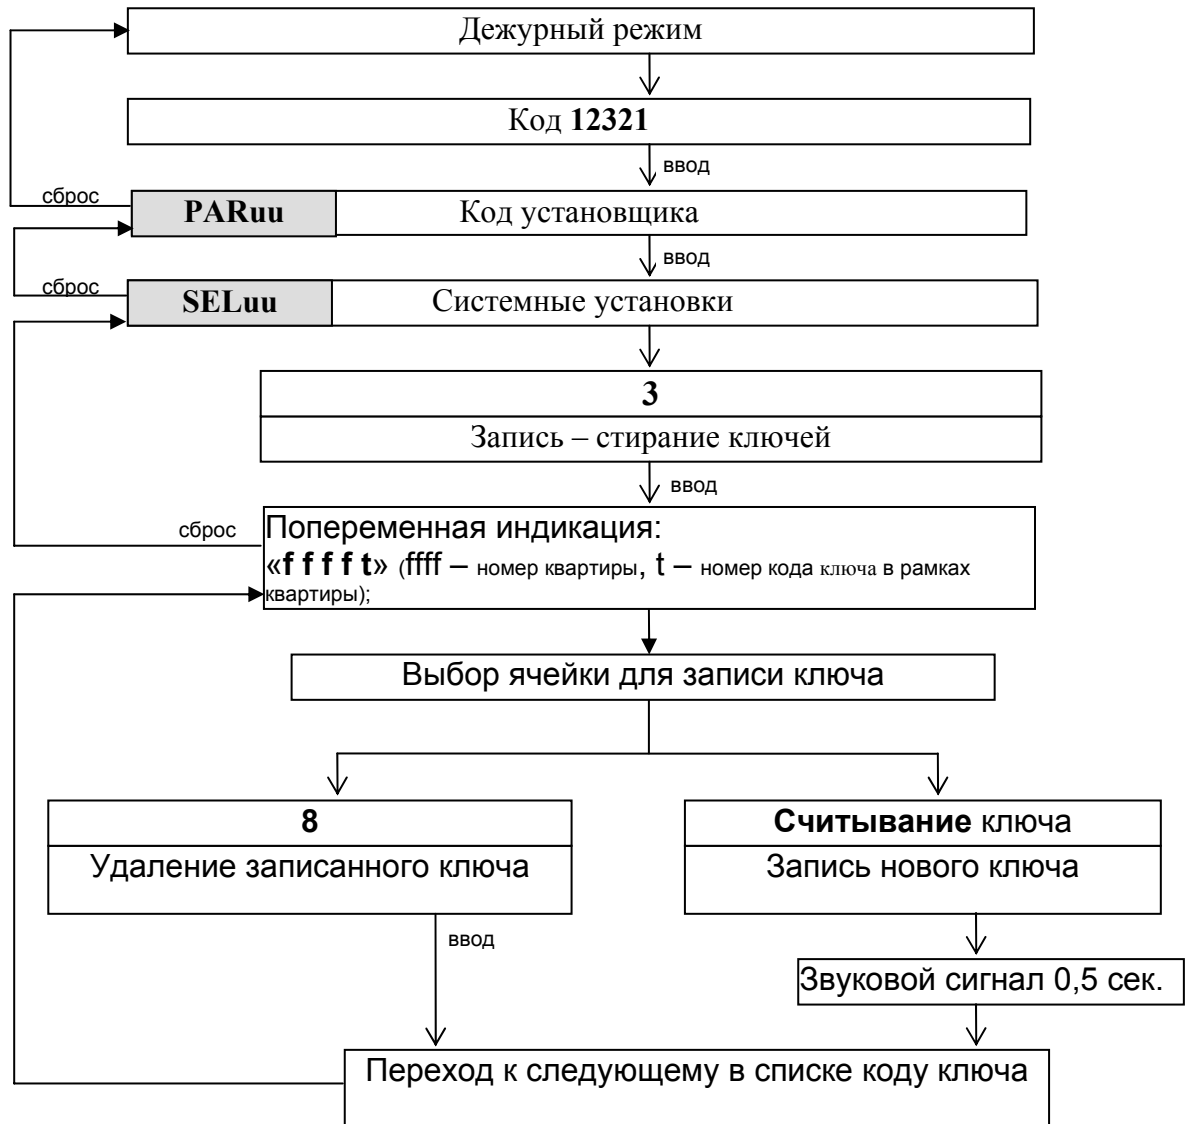 Дежурный режим
Код 12321
ввод
сброс
PARuu Код установщика
ввод
сброс
SELuu Системные установки
3
Запись – стирание ключей
ввод
сброс
Попеременная индикация:
«f f f f t» (ffff – номер квартиры, t – номер кода ключа в рамках
квартиры);
Выбор ячейки для записи ключа
8
Удаление записанного ключа
Считывание ключа
Запись нового ключа
ввод
Звуковой сигнал 0,5 сек.
Переход к следующему в списке коду ключа